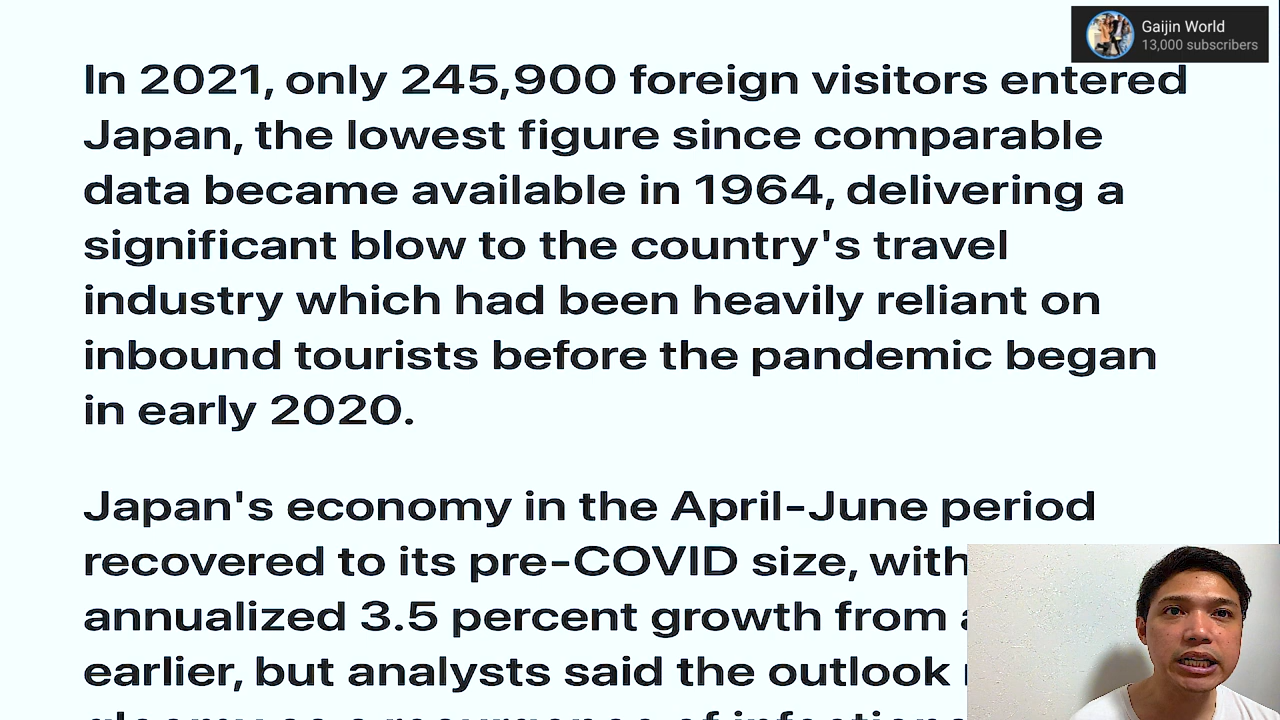 Gaijin World
13,000 subscribers
In 2021, only 245,900 foreign visitors entered
Japan, the lowest figure since comparable
data became available in 1964, delivering a
significant blow to the country's travel
industry which had been heavily reliant on
inbound tourists before the pandemic began
in early 2020.
Japan's economy in the April-June period
recovered to its pre-COVID size, with
annualized 3.5 percent growth from
earlier, but analysts said the outlook